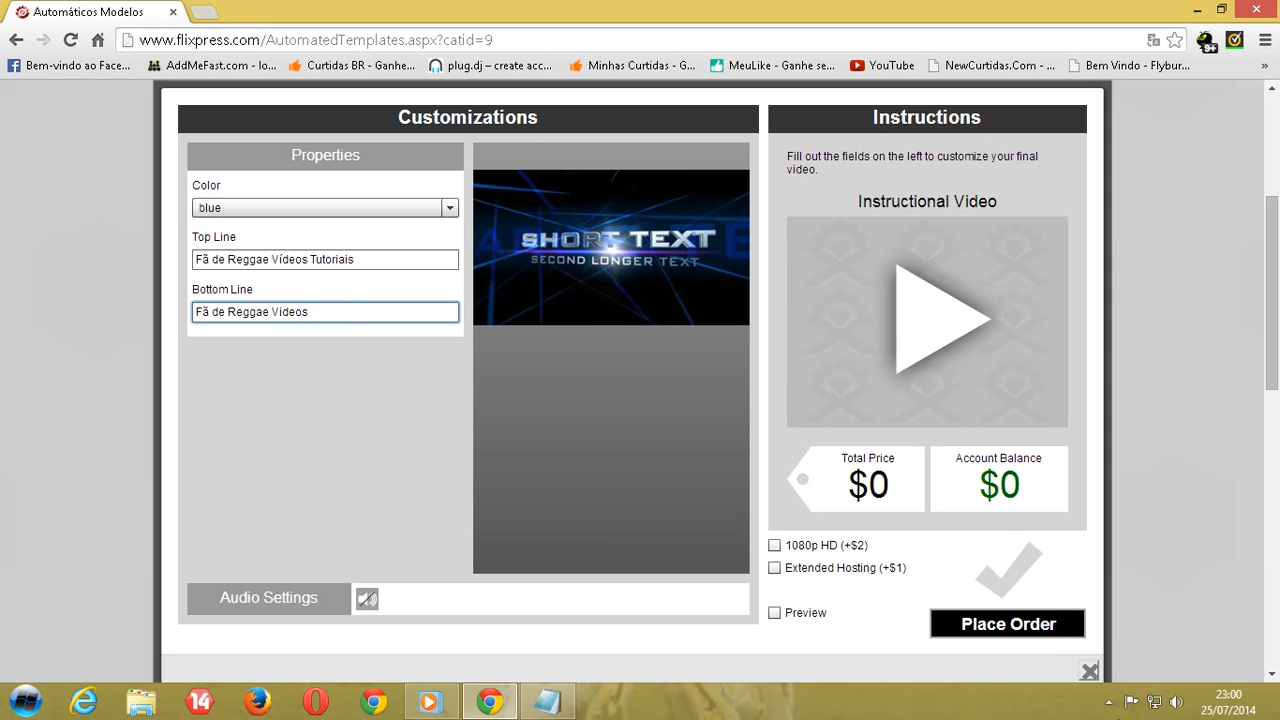 Automáticos Modelos
www.flixpress.com/AutomatedTemplates.aspx?catid=9
9+
Bem-vindo ao Face...
AddMeFast.com - lo...
Curtidas BR - Ganhe...
plug.dj – create acc...
Minhas Curtidas - G...
MeuLike - Ganhe se...
YouTube
NewCurtidas.Com - ...
Bem Vindo - Flybur...
»
Customizations
Properties
Color
blue
Top Line
Fã de Reggae Vídeos Tutoriais
Bottom Line
Fã de Reggae Videos
SHORT TEXT
SECOND LONGER TEXT
Audio Settings
Instructions
Fill out the fields on the left to customize your final
video.
Instructional Video
Total Price
$0
Account Balance
$0
1080p HD (+$2)
Extended Hosting (+$1)
Preview
Place Order
14
23:00
25/07/2014